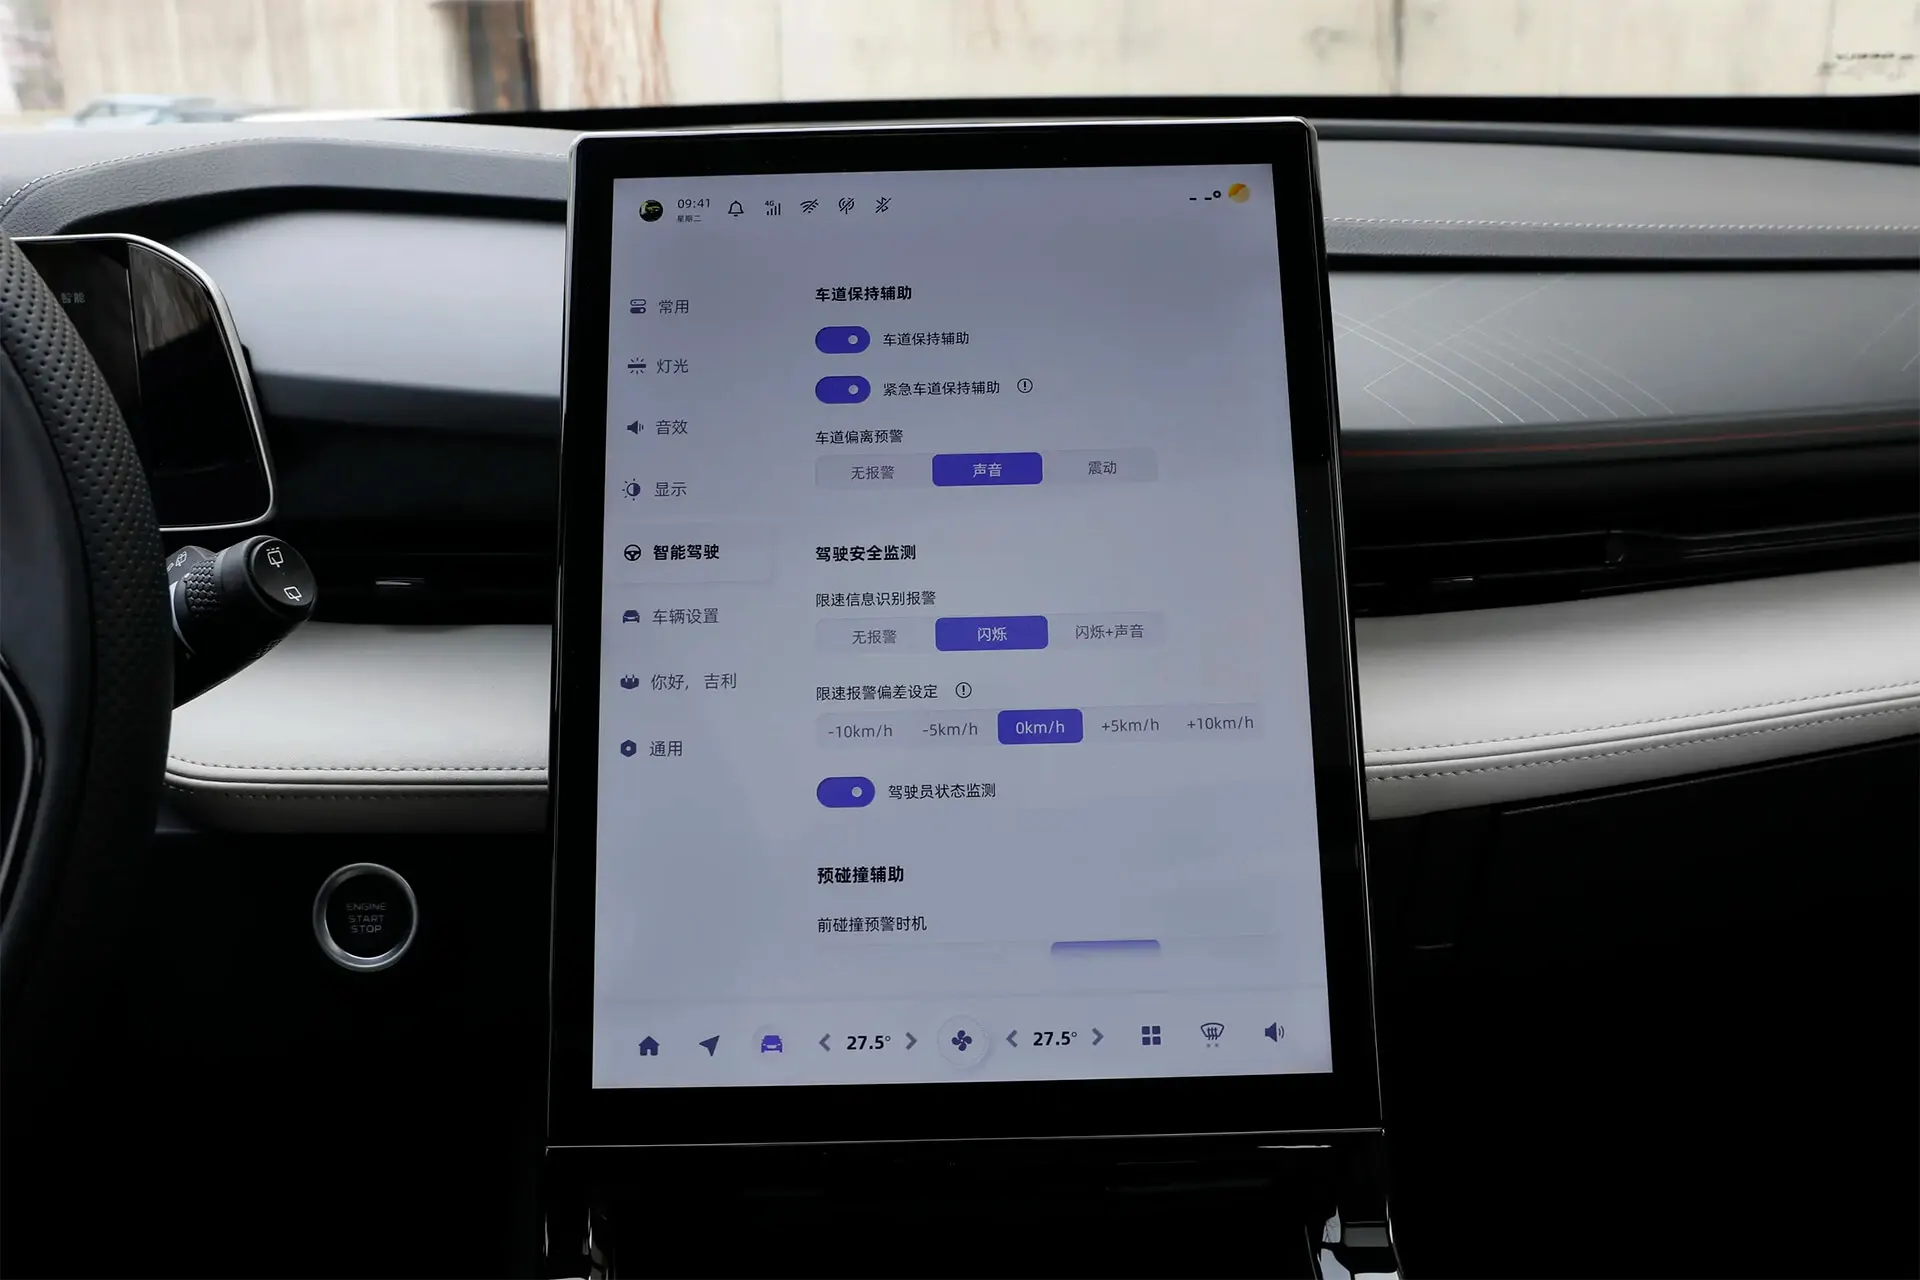 09:41
星期二
4G
智能
常用
灯光
音效
显示
智能驾驶
车辆设置
你好，吉利
通用
车道保持辅助
车道保持辅助
紧急车道保持辅助
车道偏离预警
无报警 声音 震动
驾驶安全监测
限速信息识别报警
无报警 闪烁 闪烁+声音
限速报警偏差设定
-10km/h -5km/h 0km/h +5km/h +10km/h
驾驶员状态监测
预碰撞辅助
前碰撞预警时机
27.5° 27.5°
ENGINE
START
STOP